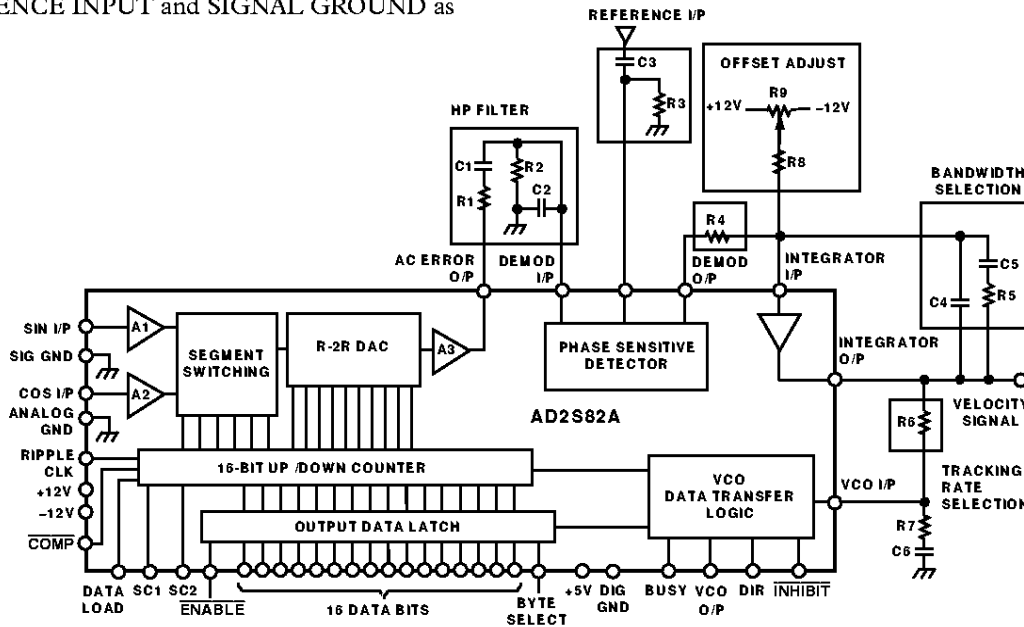 ENCE INPUT and SIGNAL GROUND as
REFERENCE I/P
C3
R3
OFFSET ADJUST
R9
+12V
–12V
R8
HP FILTER
C1
R2
R1
C2
BANDWIDTH
SELECTION
R4
C5
C4
R5
AC ERROR
O/P
DEMOD
I/P
DEMOD
O/P
INTEGRATOR
I/P
SIN I/P
SIG GND
COS I/P
ANALOG
GND
RIPPLE
CLK
+12V
–12V
COMP
A1
A2
SEGMENT
SWITCHING
R-2R DAC
A3
PHASE SENSITIVE
DETECTOR
INTEGRATOR
O/P
AD2S82A
VELOCITY
SIGNAL
R6
16-BIT UP /DOWN COUNTER
VCO
DATA TRANSFER
LOGIC
VCO I/P
TRACKING
RATE
SELECTION
OUTPUT DATA LATCH
R7
C6
DATA
LOAD
SC1
SC2
ENABLE
16 DATA BITS
BYTE
SELECT
+5V
DIG
GND
BUSY
VCO
O/P
DIR
INHIBIT